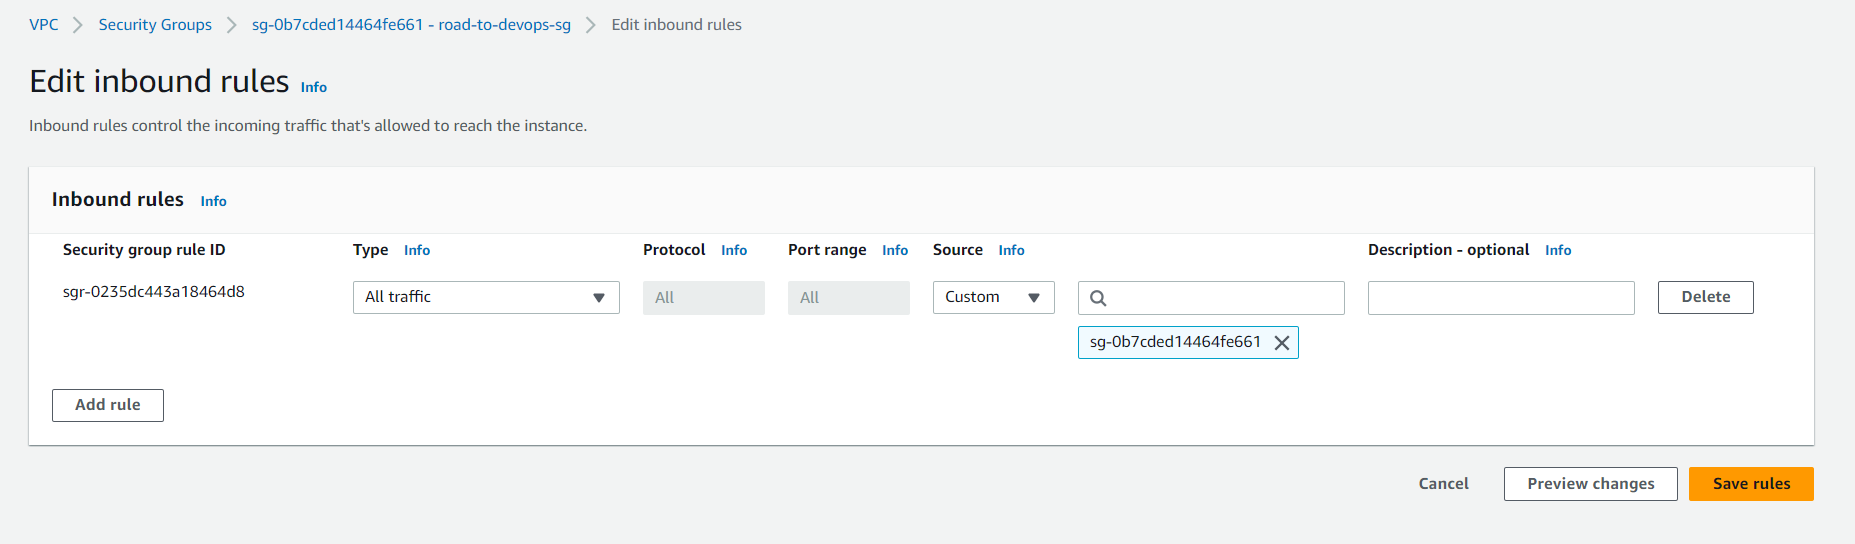 VPC > Security Groups > sg-0b7cded14464fe661 - road-to-devops-sg > Edit inbound rules
Edit inbound rules Info
Inbound rules control the incoming traffic that's allowed to reach the instance.
Inbound rules Info
Security group rule ID Type Info Protocol Info Port range Info Source Info Description - optional Info
sgr-0235dc443a18464d8 All traffic All All Custom Delete
sg-0b7cded14464fe661
Add rule
Cancel Preview changes Save rules